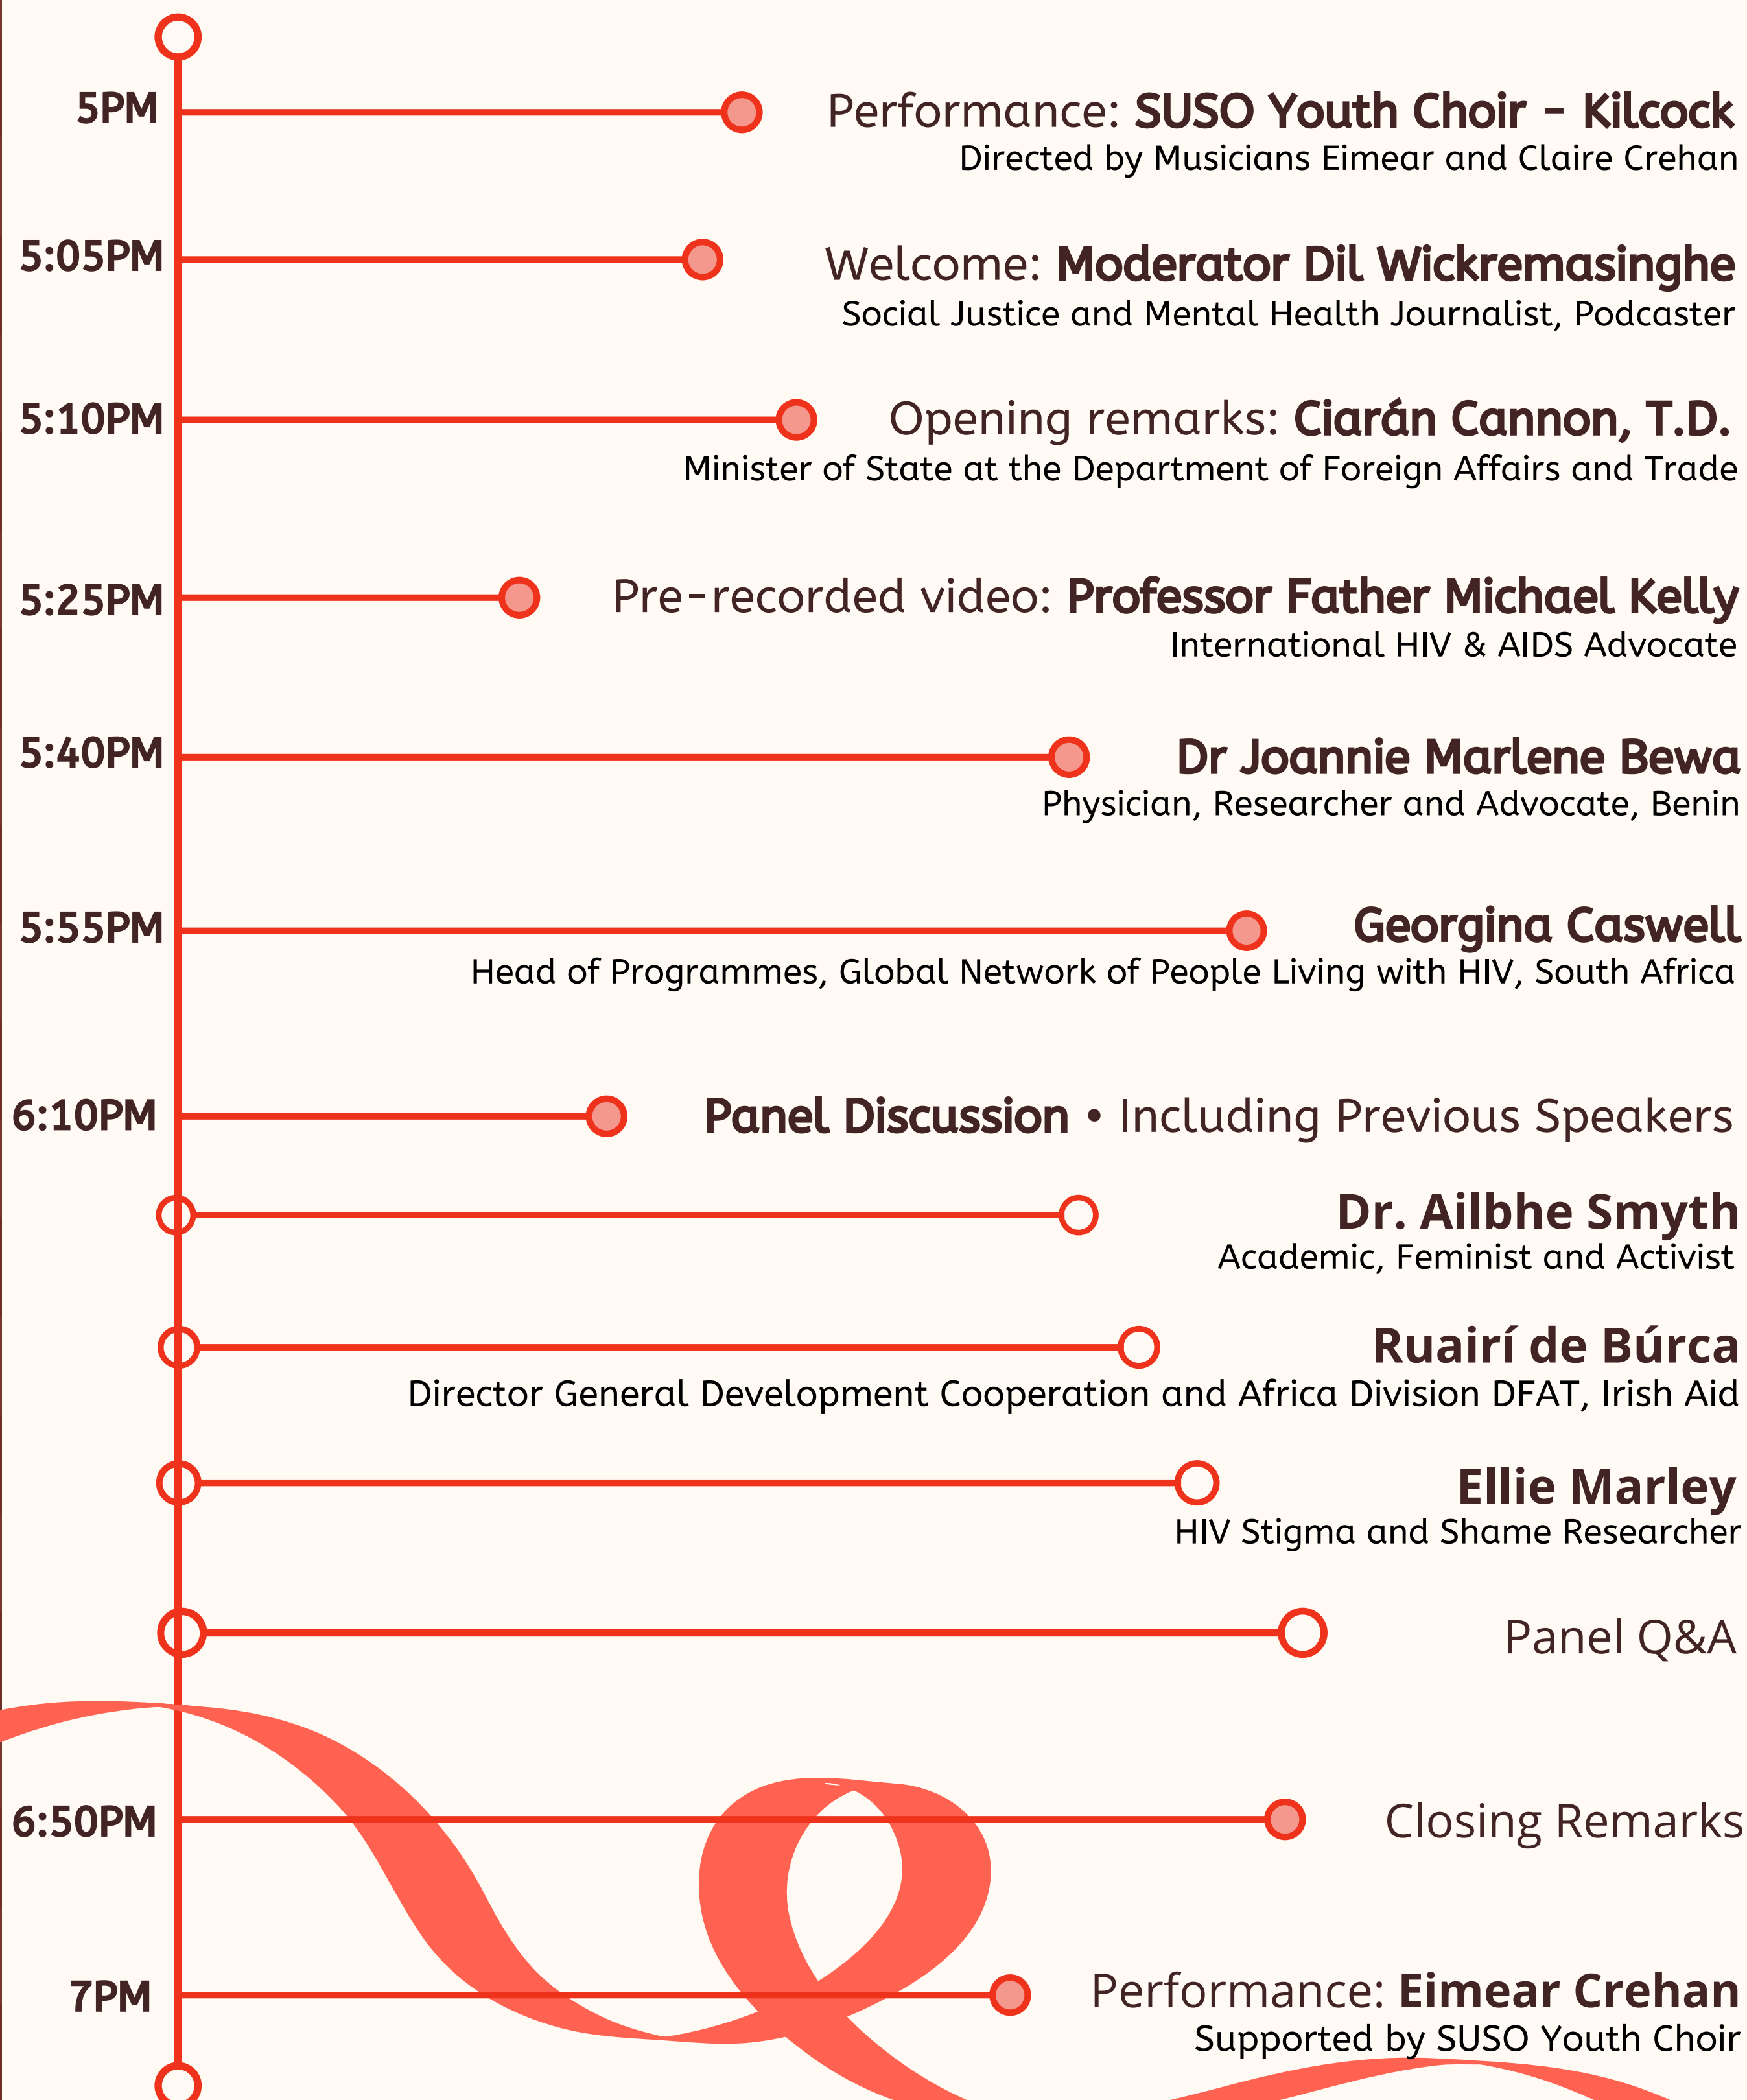 5PM
Performance: SUSO Youth Choir - Kilcock
Directed by Musicians Eimear and Claire Crehan
5:05PM
Welcome: Moderator Dil Wickremasinghe
Social Justice and Mental Health Journalist, Podcaster
5:10PM
Opening remarks: Ciarán Cannon, T.D.
Minister of State at the Department of Foreign Affairs and Trade
5:25PM
Pre-recorded video: Professor Father Michael Kelly
International HIV & AIDS Advocate
5:40PM
Dr Joannie Marlene Bewa
Physician, Researcher and Advocate, Benin
5:55PM
Georgina Caswell
Head of Programmes, Global Network of People Living with HIV, South Africa
6:10PM
Panel Discussion • Including Previous Speakers
Dr. Ailbhe Smyth
Academic, Feminist and Activist
Ruairí de Búrca
Director General Development Cooperation and Africa Division DFAT, Irish Aid
Ellie Marley
HIV Stigma and Shame Researcher
Panel Q&A
6:50PM
Closing Remarks
7PM
Performance: Eimear Crehan
Supported by SUSO Youth Choir